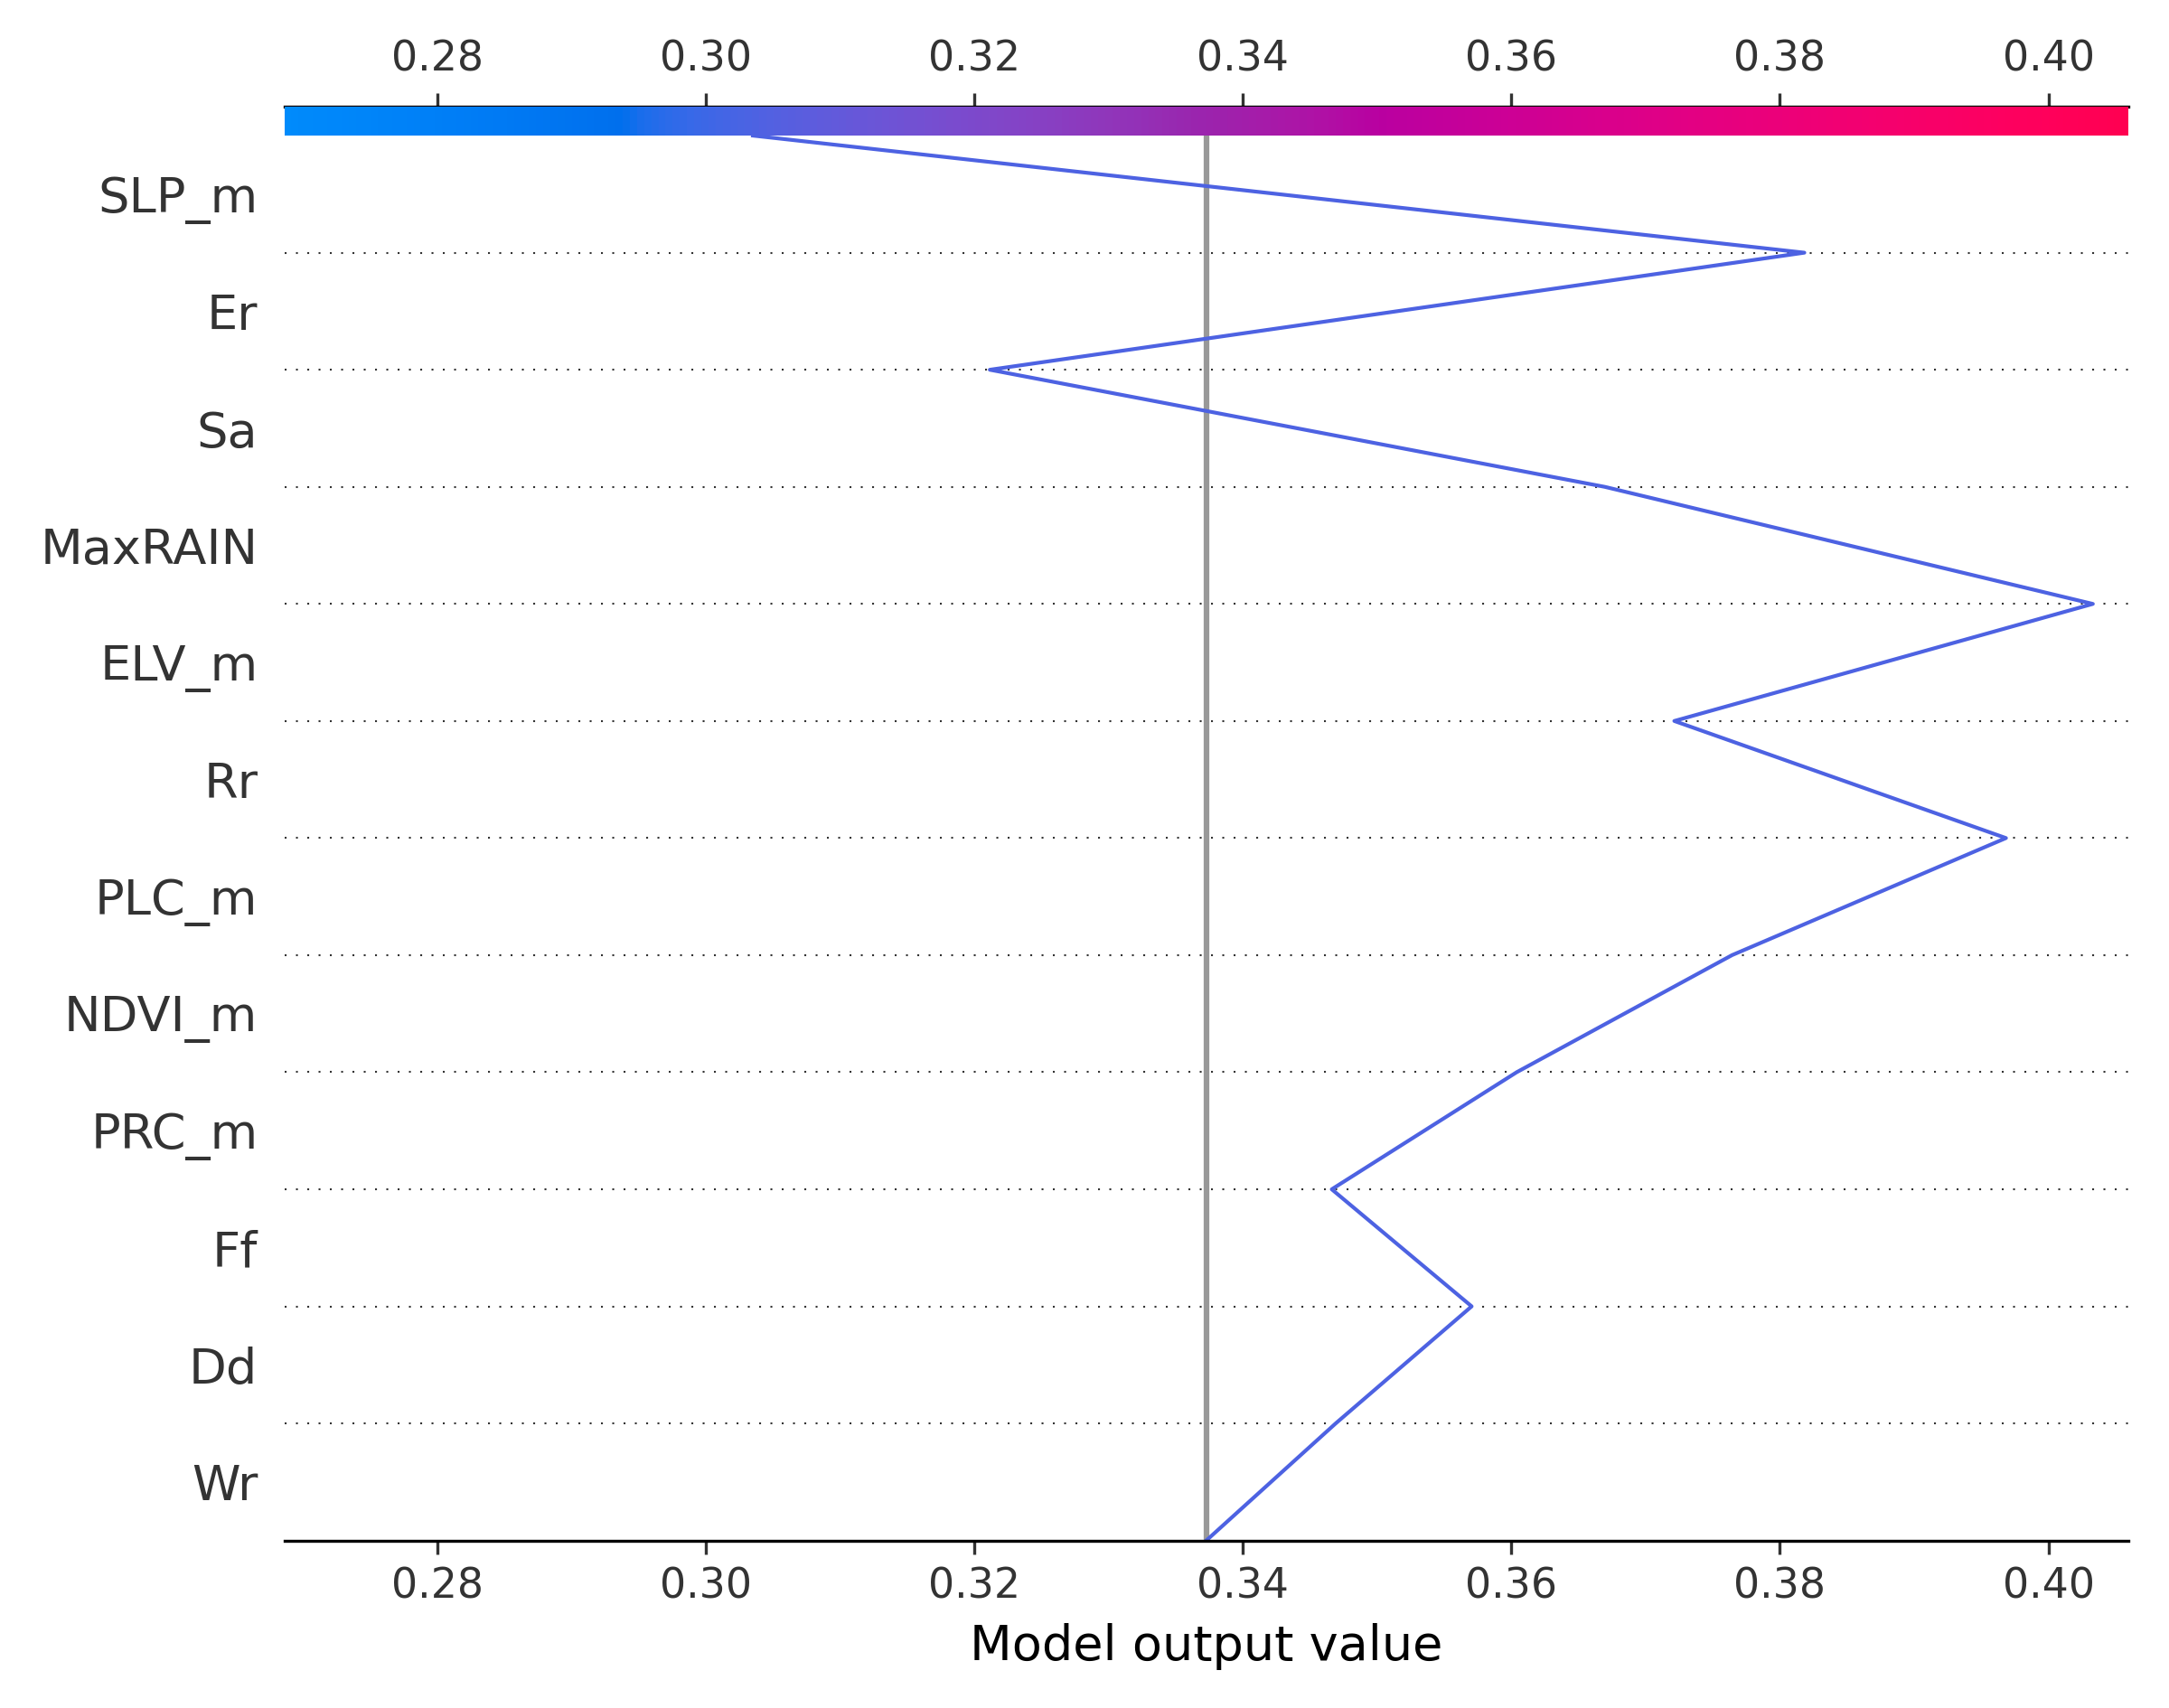 0.28 0.30 0.32 0.34 0.36 0.38 0.40
SLP_m
Er
Sa
MaxRAIN
ELV_m
Rr
PLC_m
NDVI_m
PRC_m
Ff
Dd
Wr
0.28 0.30 0.32 0.34 0.36 0.38 0.40
Model output value